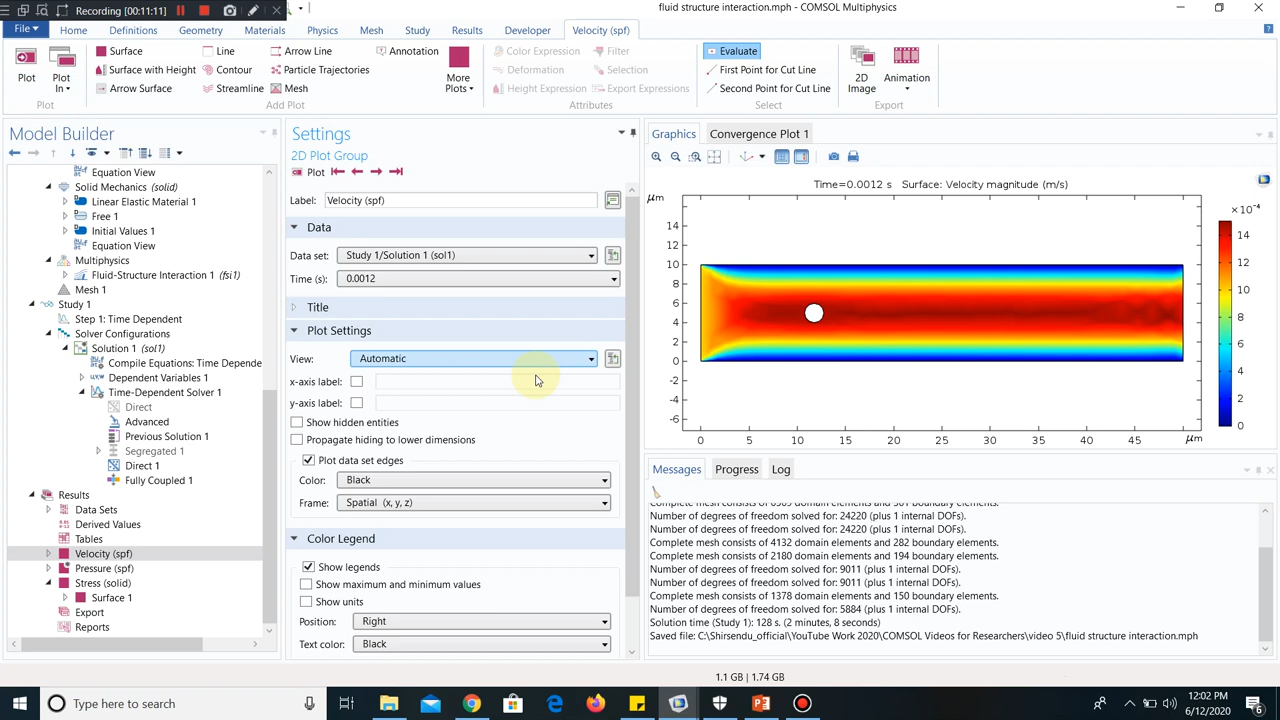 Recording [00:11:11]
fluid structure interaction.mph - COMSOL Multiphysics
File
Home
Definitions
Geometry
Materials
Physics
Mesh
Study
Results
Developer
Velocity (spf)
Plot
Plot In
Surface
Surface with Height
Arrow Surface
Line
Contour
Streamline
Arrow Line
Particle Trajectories
Mesh
Annotation
More Plots
Color Expression
Deformation
Height Expression
Filter
Selection
Export Expressions
Evaluate
First Point for Cut Line
Second Point for Cut Line
2D Image
Animation
Plot
Add Plot
Attributes
Select
Export
Model Builder
Equation View
Solid Mechanics (solid)
Linear Elastic Material 1
Free 1
Initial Values 1
Equation View
Multiphysics
Fluid-Structure Interaction 1 (fsi1)
Mesh 1
Study 1
Step 1: Time Dependent
Solver Configurations
Solution 1 (sol1)
Compile Equations: Time Depende
Dependent Variables 1
Time-Dependent Solver 1
Direct
Advanced
Previous Solution 1
Segregated 1
Direct 1
Fully Coupled 1
Results
Data Sets
Derived Values
Tables
Velocity (spf)
Pressure (spf)
Stress (solid)
Surface 1
Export
Reports
Settings
2D Plot Group
Plot
Label: Velocity (spf)
Data
Data set: Study 1/Solution 1 (sol1)
Time (s): 0.0012
Title
Plot Settings
View: Automatic
x-axis label:
y-axis label:
Show hidden entities
Propagate hiding to lower dimensions
Plot data set edges
Color: Black
Frame: Spatial (x, y, z)
Color Legend
Show legends
Show maximum and minimum values
Show units
Position: Right
Text color: Black
Graphics
Convergence Plot 1
Time=0.0012 s Surface: Velocity magnitude (m/s)
μm
14
12
10
8
6
4
2
0
-2
-4
-6
0 5 10 15 20 25 30 35 40 45 μm
×10⁻⁴
14
12
10
8
6
4
2
0
Messages
Progress
Log
Number of degrees of freedom solved for: 24220 (plus 1 internal DOFs).
Number of degrees of freedom solved for: 24220 (plus 1 internal DOFs).
Complete mesh consists of 4132 domain elements and 282 boundary elements.
Complete mesh consists of 2180 domain elements and 194 boundary elements.
Number of degrees of freedom solved for: 9011 (plus 1 internal DOFs).
Number of degrees of freedom solved for: 9011 (plus 1 internal DOFs).
Complete mesh consists of 1378 domain elements and 150 boundary elements.
Number of degrees of freedom solved for: 5884 (plus 1 internal DOFs).
Solution time (Study 1): 128 s. (2 minutes, 8 seconds)
Saved file: C:\Shirsendu_official\YouTube Work 2020\COMSOL Videos for Researchers\video 5\fluid structure interaction.mph
1.1 GB | 1.74 GB
Type here to search
12:02 PM
6/12/2020
6